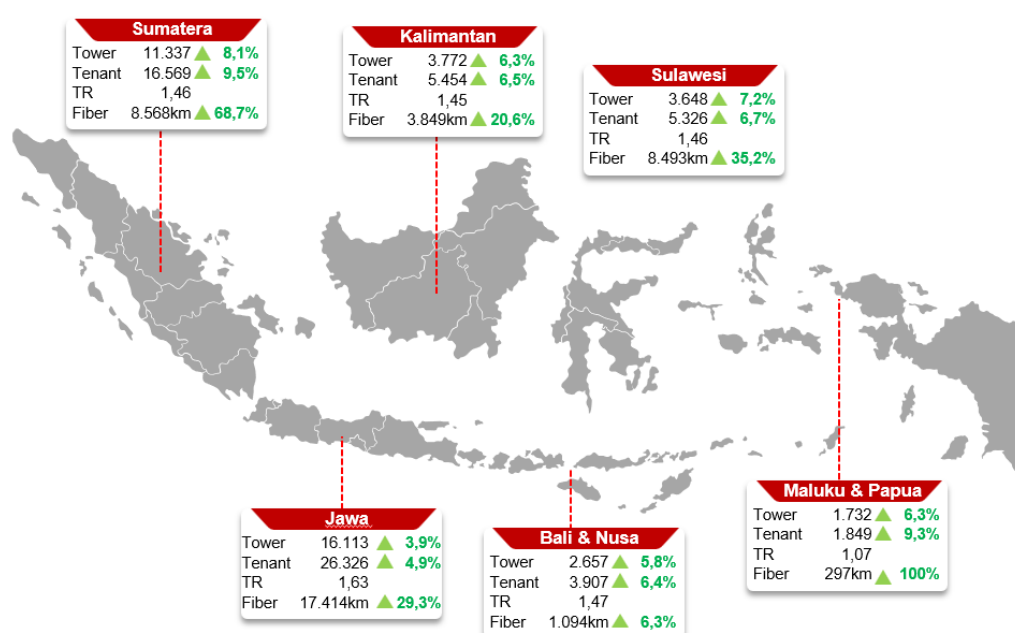 Sumatera
Tower 11.337 8,1%
Tenant 16.569 9,5%
TR 1,46
Fiber 8.568km 68,7%
Kalimantan
Tower 3.772 6,3%
Tenant 5.454 6,5%
TR 1,45
Fiber 3.849km 20,6%
Sulawesi
Tower 3.648 7,2%
Tenant 5.326 6,7%
TR 1,46
Fiber 8.493km 35,2%
Jawa
Tower 16.113 3,9%
Tenant 26.326 4,9%
TR 1,63
Fiber 17.414km 29,3%
Bali & Nusa
Tower 2.657 5,8%
Tenant 3.907 6,4%
TR 1,47
Fiber 1.094km 6,3%
Maluku & Papua
Tower 1.732 6,3%
Tenant 1.849 9,3%
TR 1,07
Fiber 297km 100%